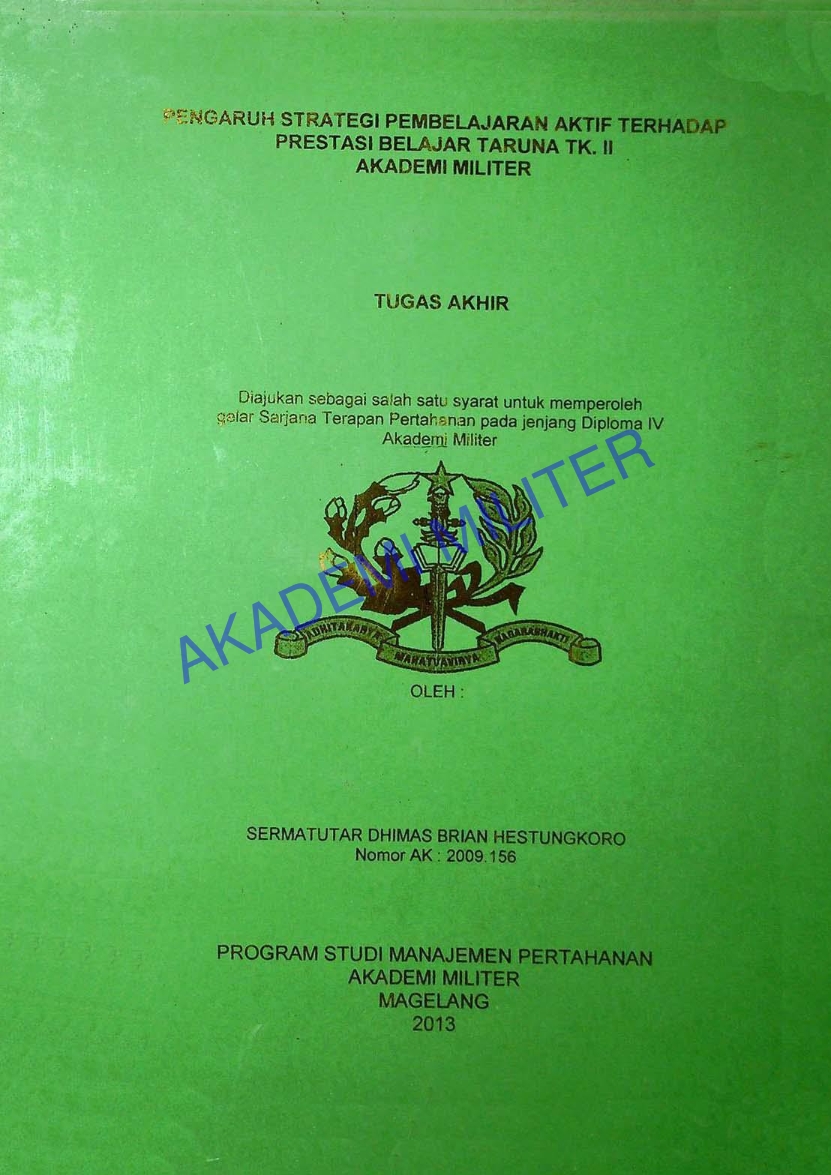 PENGARUH STRATEGI PEMBELAJARAN AKTIF TERHADAP
PRESTASI BELAJAR TARUNA TK. II
AKADEMI MILITER
TUGAS AKHIR
Diajukan sebagai salah satu syarat untuk memperoleh
gelar Sarjana Terapan Pertahanan pada jenjang Diploma IV
Akademi Militer
AKADEMI MILITER
ADHITAKARYA
MAHATVAVIRYA
NAGARABHAKTI
OLEH :
SERMATUTAR DHIMAS BRIAN HESTUNGKORO
Nomor AK : 2009.156
PROGRAM STUDI MANAJEMEN PERTAHANAN
AKADEMI MILITER
MAGELANG
2013